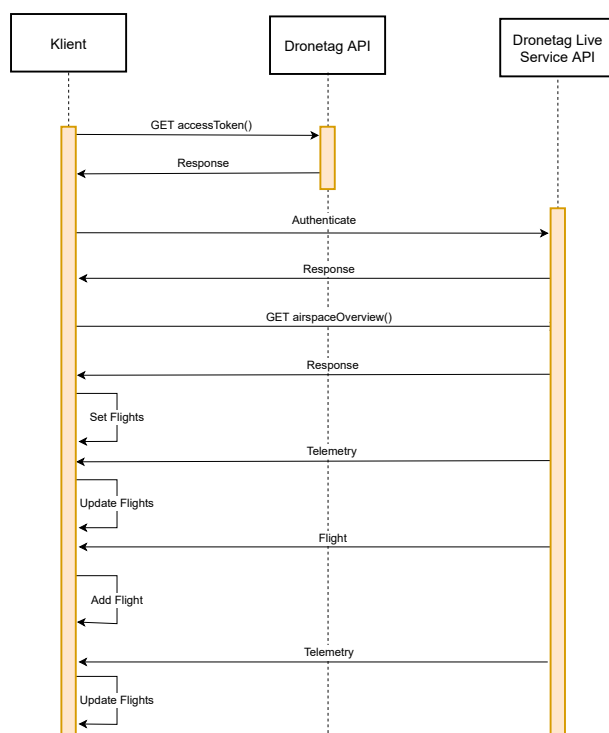 Klient
Dronetag API
Dronetag Live
Service API
GET accessToken()
Response
Authenticate
Response
GET airspaceOverview()
Response
Set Flights
Telemetry
Update Flights
Flight
Add Flight
Telemetry
Update Flights